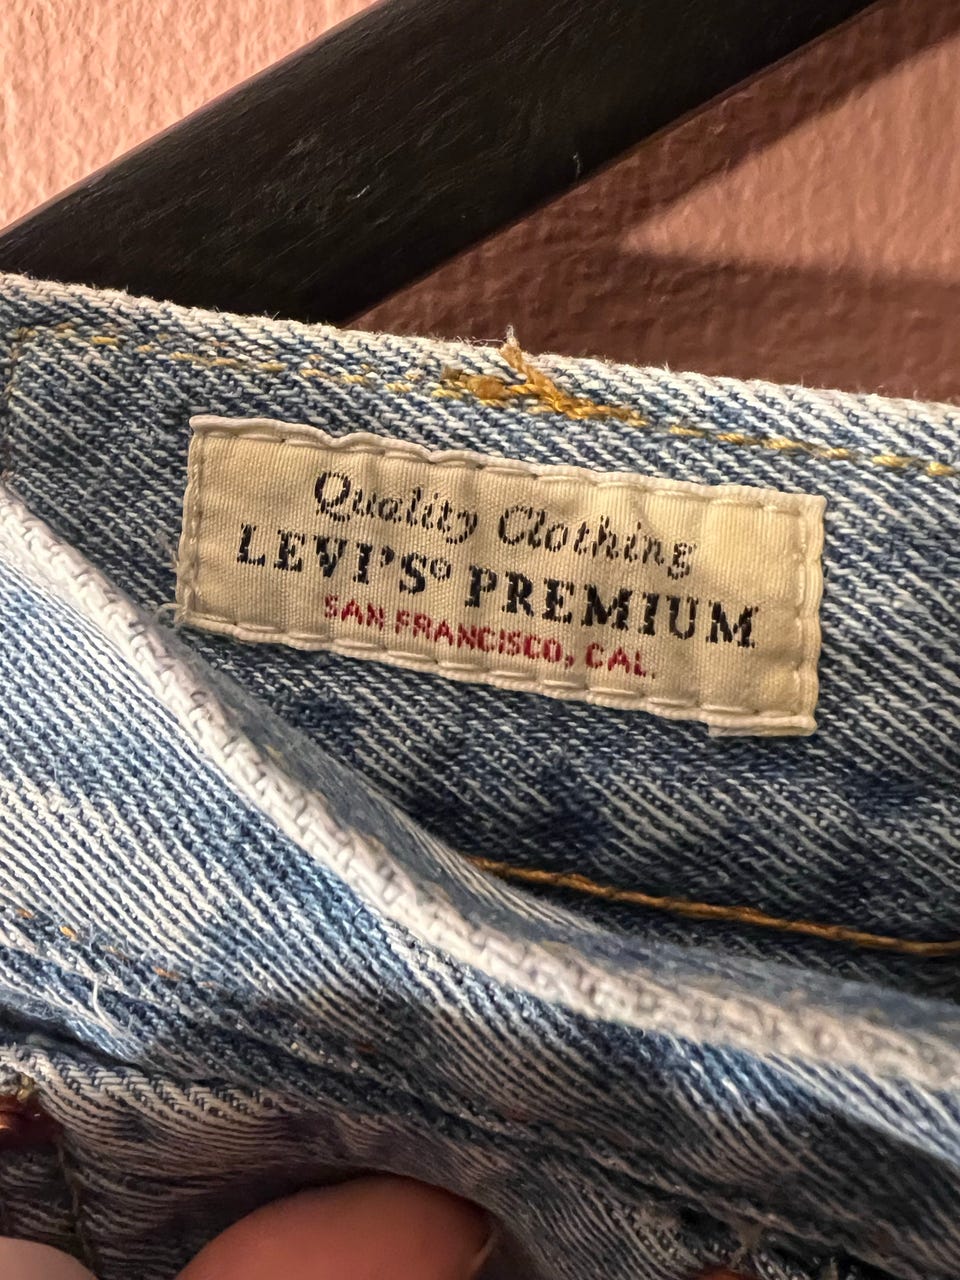 Quality Clothing
LEVI'S® PREMIUM
SAN FRANCISCO, CAL.